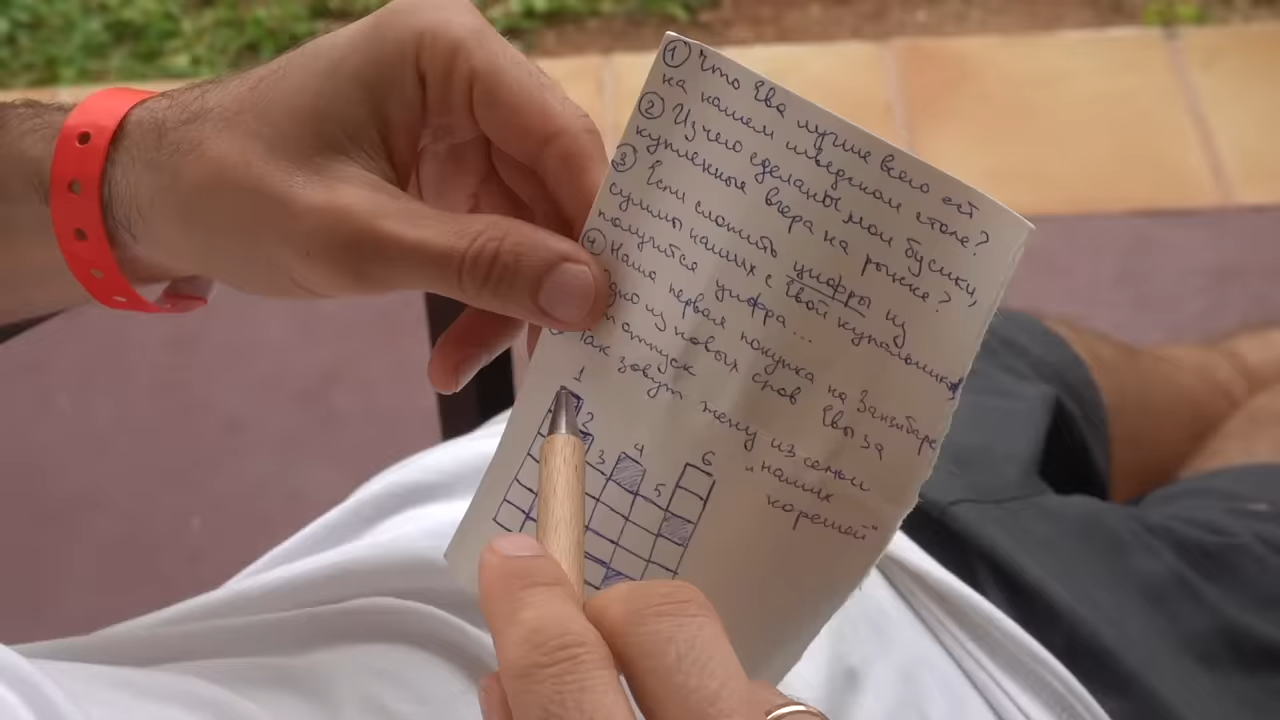 ① Что Ева лучше всего ест
на нашем шведском столе?
② Из чего сделаны мои бусики,
купленные вчера на рынке?
③ Если сложить цифры из
суммы наших с Евой купальников,
получится цифра...
④ Наша первая покупка на Занзибаре
одно из новых слов Евы за
отпуск
Так зовут жену из семьи
"наших
корешей"
1
2
3
4
5
6